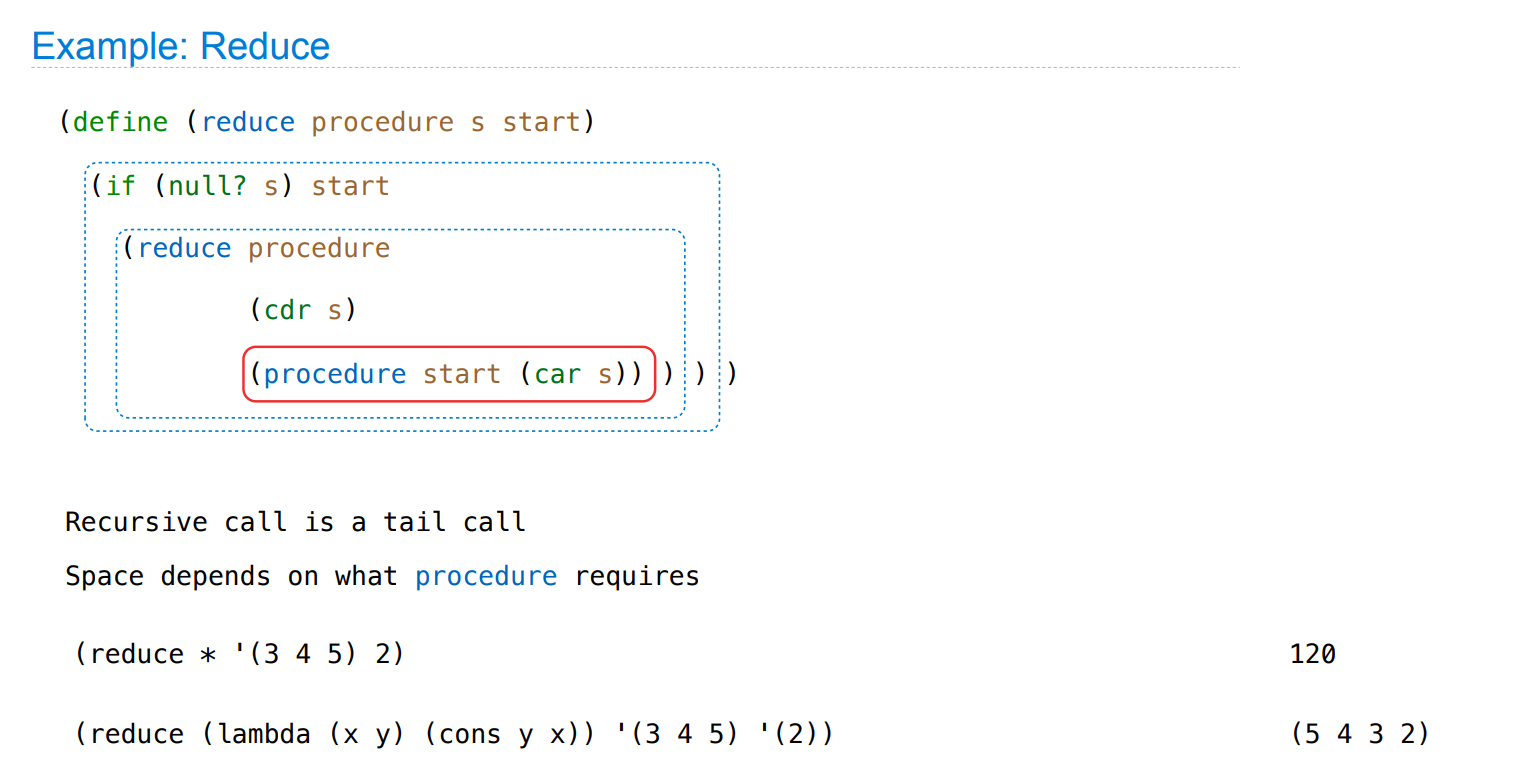 Example: Reduce
(define (reduce procedure s start)
(if (null? s) start
(reduce procedure
(cdr s)
(procedure start (car s)) ) ) )
Recursive call is a tail call
Space depends on what procedure requires
(reduce * '(3 4 5) 2) 120
(reduce (lambda (x y) (cons y x)) '(3 4 5) '(2)) (5 4 3 2)